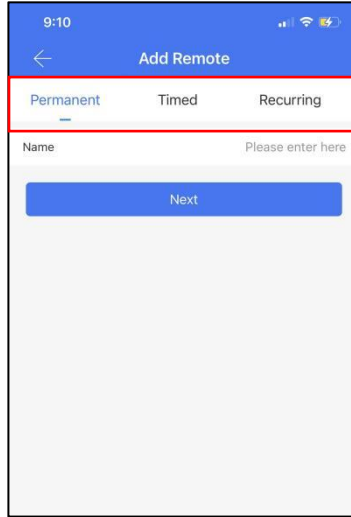 9:10
Add Remote
Permanent Timed Recurring
Name Please enter here
Next